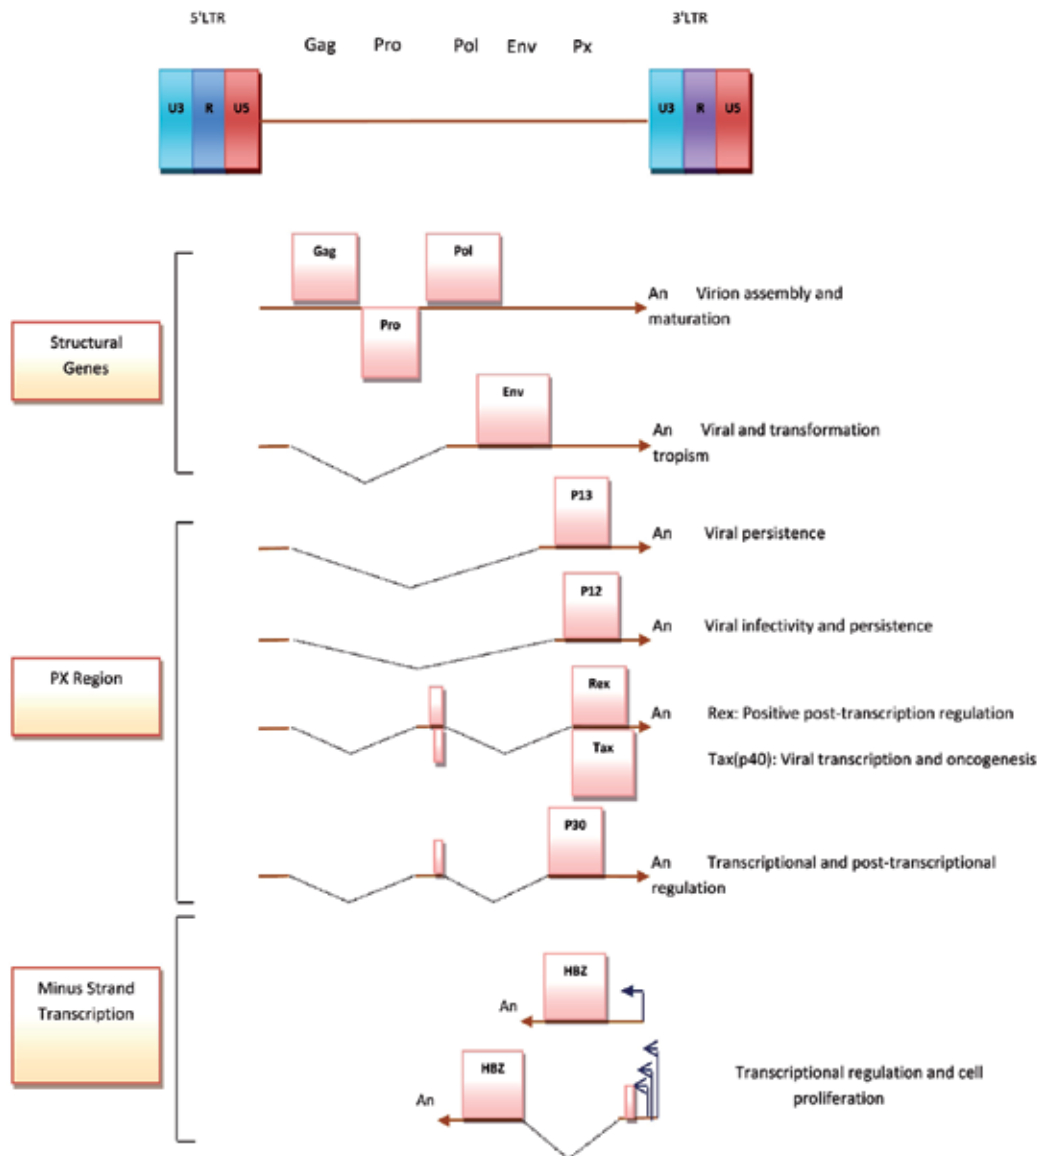 5'LTR 3'LTR
Gag Pro Pol Env Px
U3 R U5 U3 R U5
Gag Pol
An Virion assembly and
maturation
Pro
Structural
Genes
Env
An Viral and transformation
tropism
P13
An Viral persistence
P12
An Viral infectivity and persistence
PX Region
Rex
An Rex: Positive post-transcription regulation
Tax
Tax(p40): Viral transcription and oncogenesis
P30
An Transcriptional and post-transcriptional
regulation
Minus Strand
Transcription
HBZ
An
HBZ
An
Transcriptional regulation and cell
proliferation